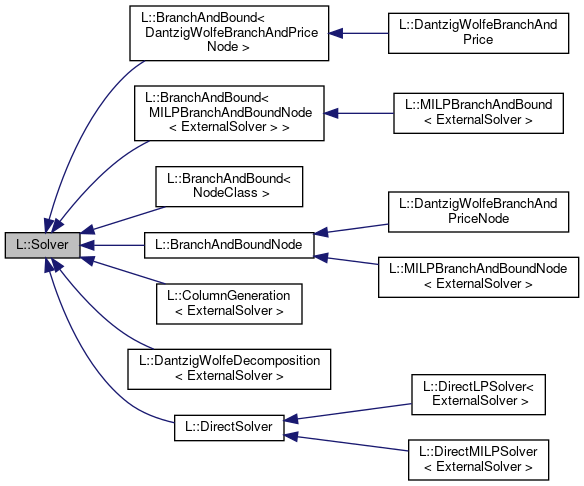 L::BranchAndBound<
DantzigWolfeBranchAndPrice
Node >
L::DantzigWolfeBranchAnd
Price
L::BranchAndBound<
MILPBranchAndBoundNode
< ExternalSolver > >
L::MILPBranchAndBound
< ExternalSolver >
L::BranchAndBound<
NodeClass >
L::Solver
L::BranchAndBoundNode
L::DantzigWolfeBranchAnd
PriceNode
L::MILPBranchAndBoundNode
< ExternalSolver >
L::ColumnGeneration
< ExternalSolver >
L::DantzigWolfeDecomposition
< ExternalSolver >
L::DirectSolver
L::DirectLPSolver<
ExternalSolver >
L::DirectMILPSolver
< ExternalSolver >